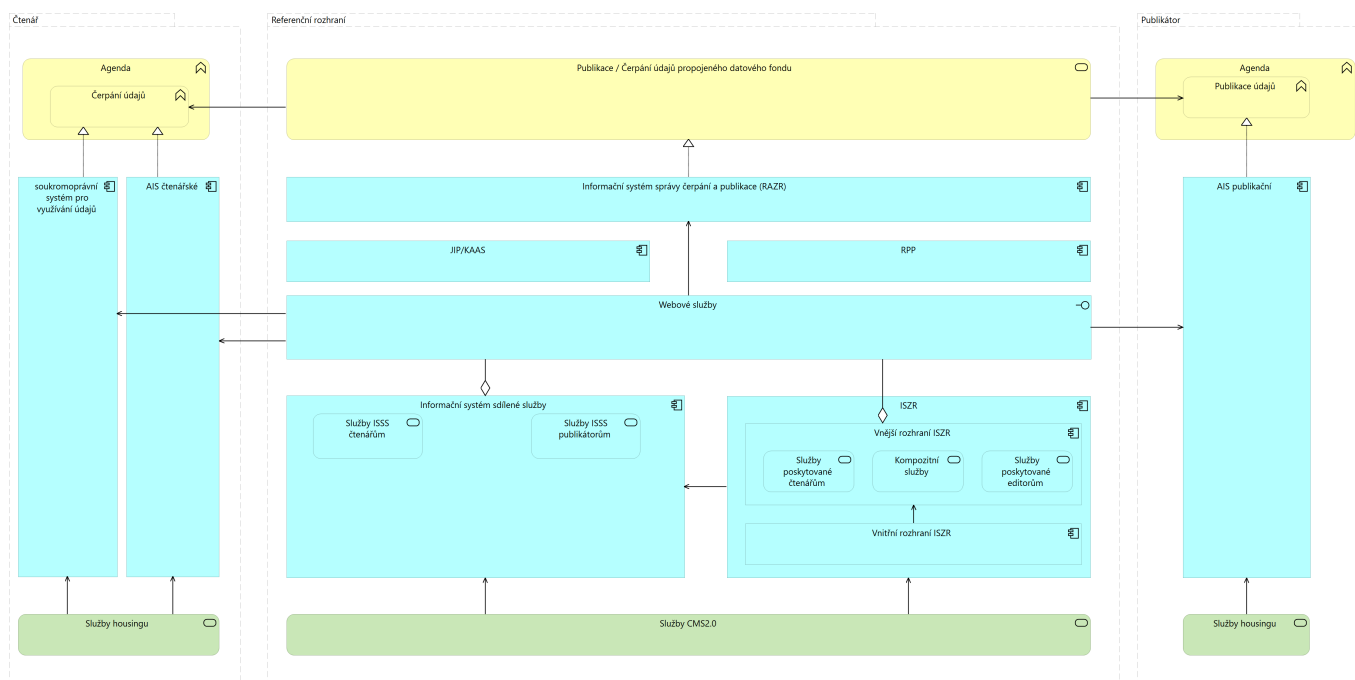 Čtenář
Agenda
Čerpání údajů
soukromoprávní
systém pro
využívání údajů
AIS čtenářské
Služby housingu
Referenční rozhraní
Publikace / Čerpání údajů propojeného datového fondu
Informační systém správy čerpání a publikace (RAZR)
JIP/KAAS
RPP
Webové služby
Informační systém sdílené služby
Služby ISSS
čtenářům
Služby ISSS
publikátorům
ISZR
Vnější rozhraní ISZR
Služby
poskytované
čtenářům
Kompozitní
služby
Služby
poskytované
editorům
Vnitřní rozhraní ISZR
Služby CMS2.0
Publikátor
Agenda
Publikace údajů
AIS publikační
Služby housingu